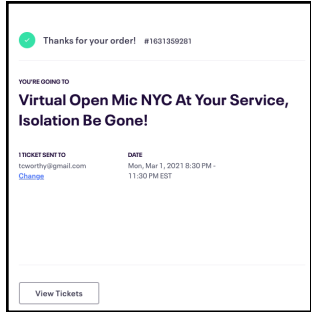 Thanks for your order! #1631359281
YOU'RE GOING TO
Virtual Open Mic NYC At Your Service,
Isolation Be Gone!
1 TICKET SENT TO
tcworthy@gmail.com
Change
DATE
Mon, Mar 1, 2021 8:30 PM -
11:30 PM EST
View Tickets